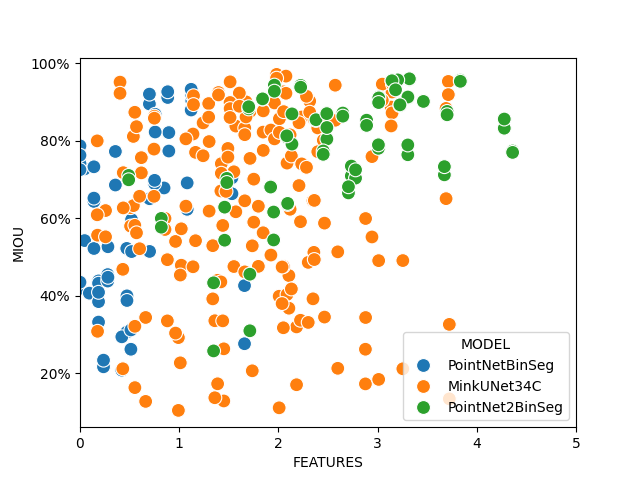 100%
80%
60%
40%
20%
MIOU
0 1 2 3 4 5
FEATURES
MODEL
PointNetBinSeg
MinkUNet34C
PointNet2BinSeg